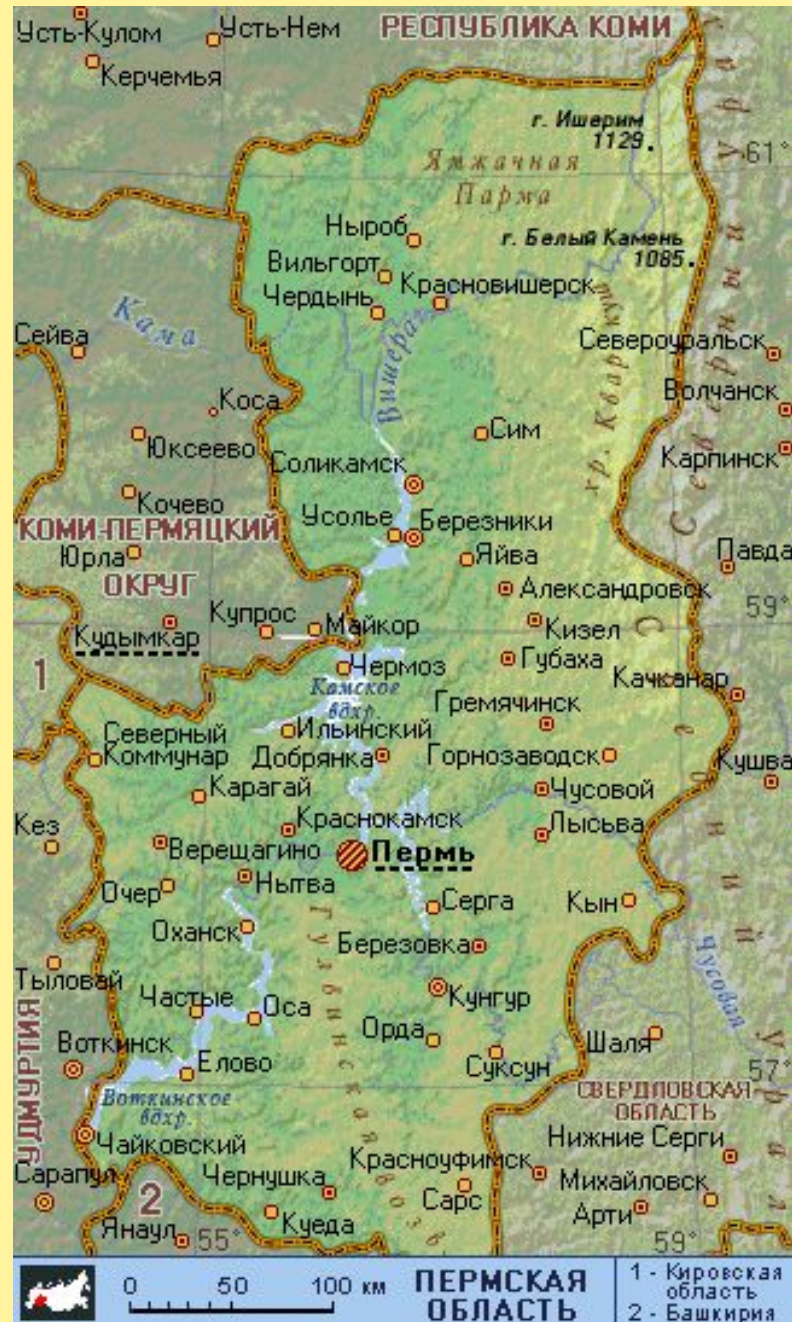 Усть-Кулом
Усть-Нем
РЕСПУБЛИКА КОМИ
Керчемья
г. Ишерим
1129.
Ямжачная
Парма
61°
Ныроб
г. Белый Камень
1085.
Вильгорт
Чердынь
Красновишерск
Кама
Вишера
Сейва
Североуральск
хр. Кваркуш
Волчанск
Коса
Сим
Юксеево
Карпинск
Соликамск
Кочево
Усолье
Березники
КОМИ-ПЕРМЯЦКИЙ
ОКРУГ
Юрла
Яйва
Павда
Александровск
59°
Купрос
Майкор
Кизел
Кудымкар
Чермоз
Губаха
1
Камское
вдхр.
Качканар
Гремячинск
Северный
Коммунар
Ильинский
Добрянка
Горнозаводск
Кушва
Карагай
Чусовой
Краснокамск
Лысьва
Кез
Верещагино
Пермь
Очер
Нытва
Серга
Кын
Оханск
Березовка
Чусовая
Тыловай
Частые
Оса
Кунгур
Орда
Суксун
Шаля
Воткинск
Елово
57°
УДМУРТИЯ
Воткинское
вдхр.
СВЕРДЛОВСКАЯ
ОБЛАСТЬ
Чайковский
Нижние Серги
Сарапул
Чернушка
Красноуфимск
Михайловск
2
Сарс
Арти
Янаул
55°
Куеда
59°
Северный Урал
Средний Урал
0 50 100 км
ПЕРМСКАЯ
ОБЛАСТЬ
1 - Кировская
область
2 - Башкирия